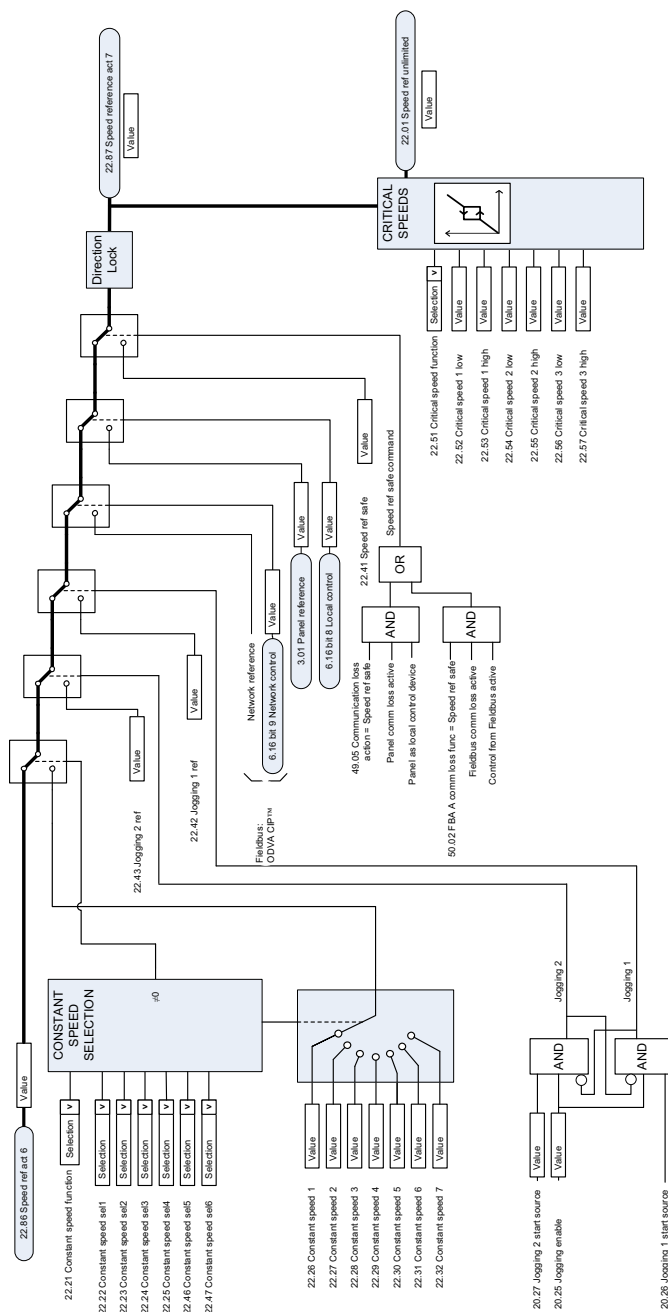 22.86 Speed ref act 6
Value
22.21 Constant speed function
Selection
v
22.22 Constant speed sel1
Selection
v
22.23 Constant speed sel2
Selection
v
22.24 Constant speed sel3
Selection
v
22.25 Constant speed sel4
Selection
v
22.46 Constant speed sel5
Selection
v
22.47 Constant speed sel6
Selection
v
CONSTANT
SPEED
SELECTION
≠0
22.26 Constant speed 1
Value
22.27 Constant speed 2
Value
22.28 Constant speed 3
Value
22.29 Constant speed 4
Value
22.30 Constant speed 5
Value
22.31 Constant speed 6
Value
22.32 Constant speed 7
Value
20.27 Jogging 2 start source
Value
20.25 Jogging enable
Value
20.26 Jogging 1 start source
AND
AND
Jogging 2
Jogging 1
22.43 Jogging 2 ref
Value
22.42 Jogging 1 ref
Value
Fieldbus:
ODVA CIP™
Network reference
6.16 bit 9 Network control
Value
3.01 Panel reference
Value
6.16 bit 8 Local control
Value
22.41 Speed ref safe
Value
49.05 Communication loss
action = Speed ref safe
Panel comm loss active
Panel as local control device
AND
50.02 FBA A comm loss func = Speed ref safe
Fieldbus comm loss active
Control from Fieldbus active
AND
OR
Speed ref safe command
Direction
Lock
22.87 Speed reference act 7
Value
22.51 Critical speed function
Selection
v
22.52 Critical speed 1 low
Value
22.53 Critical speed 1 high
Value
22.54 Critical speed 2 low
Value
22.55 Critical speed 2 high
Value
22.56 Critical speed 3 low
Value
22.57 Critical speed 3 high
Value
CRITICAL
SPEEDS
22.01 Speed ref unlimited
Value